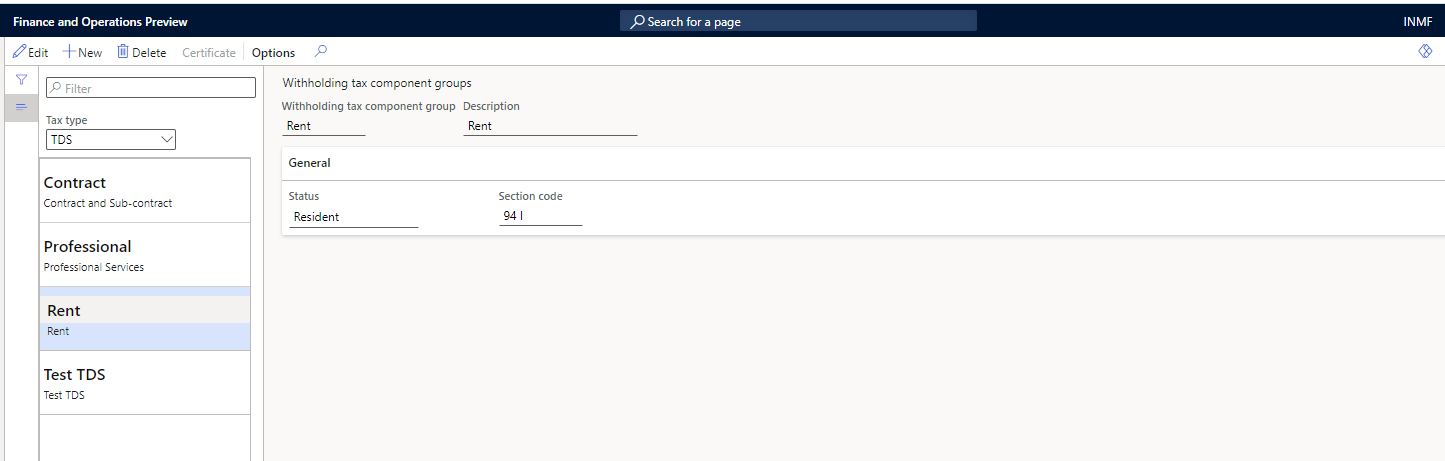 Finance and Operations Preview
Search for a page
INMF
Edit
New
Delete
Certificate
Options
Filter
Tax type
TDS
Contract
Contract and Sub-contract
Professional
Professional Services
Rent
Rent
Test TDS
Test TDS
Withholding tax component groups
Withholding tax component group Description
Rent Rent
General
Status Section code
Resident 94 I